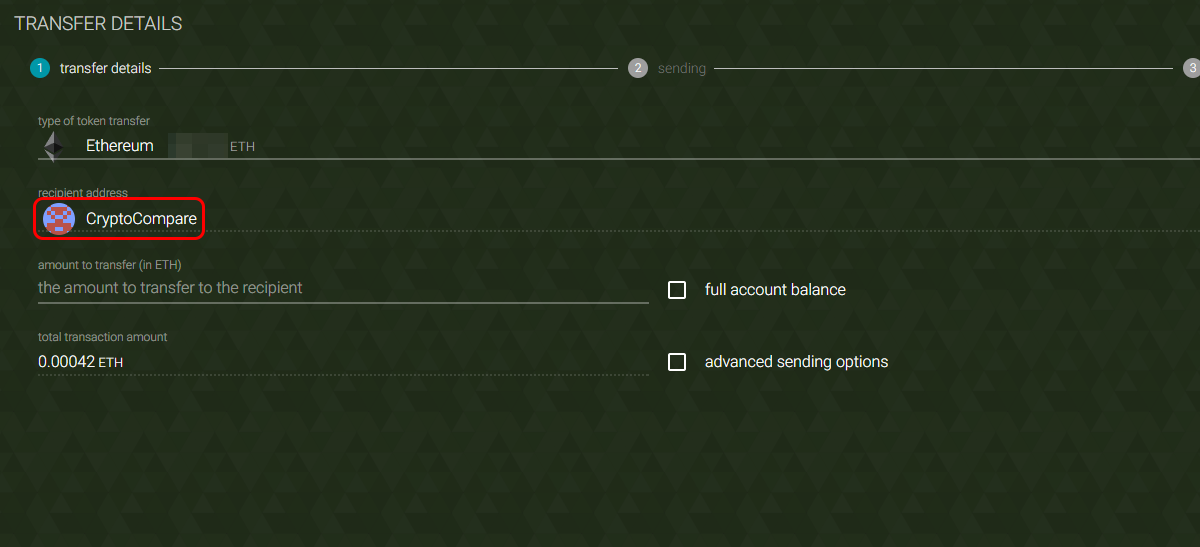 TRANSFER DETAILS
1 transfer details 2 sending 3
type of token transfer
Ethereum ETH
recipient address
CryptoCompare
amount to transfer (in ETH)
the amount to transfer to the recipient
full account balance
total transaction amount
0.00042 ETH
advanced sending options